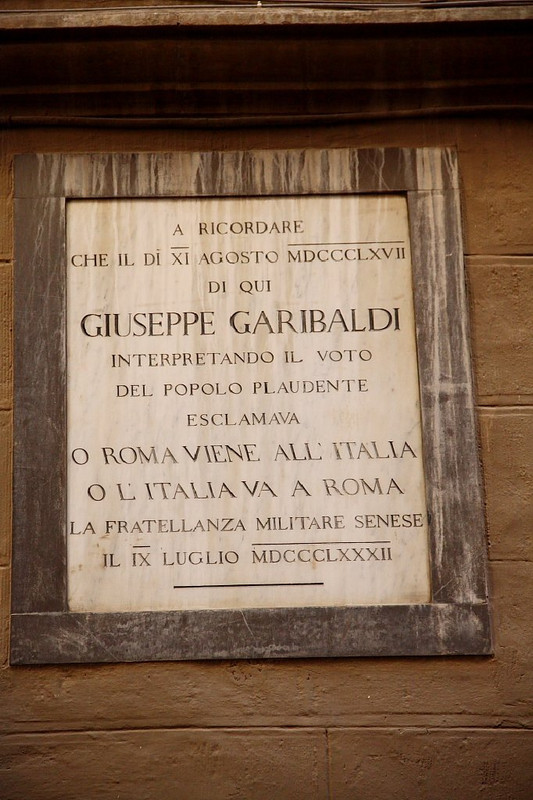 A RICORDARE
CHE IL DÌ XI AGOSTO MDCCCLXVII
DI QUI
GIUSEPPE GARIBALDI
INTERPRETANDO IL VOTO
DEL POPOLO PLAUDENTE
ESCLAMAVA
O ROMA VIENE ALL' ITALIA
O L' ITALIA VA A ROMA
LA FRATELLANZA MILITARE SENESE
IL IX LUGLIO MDCCCLXXXII